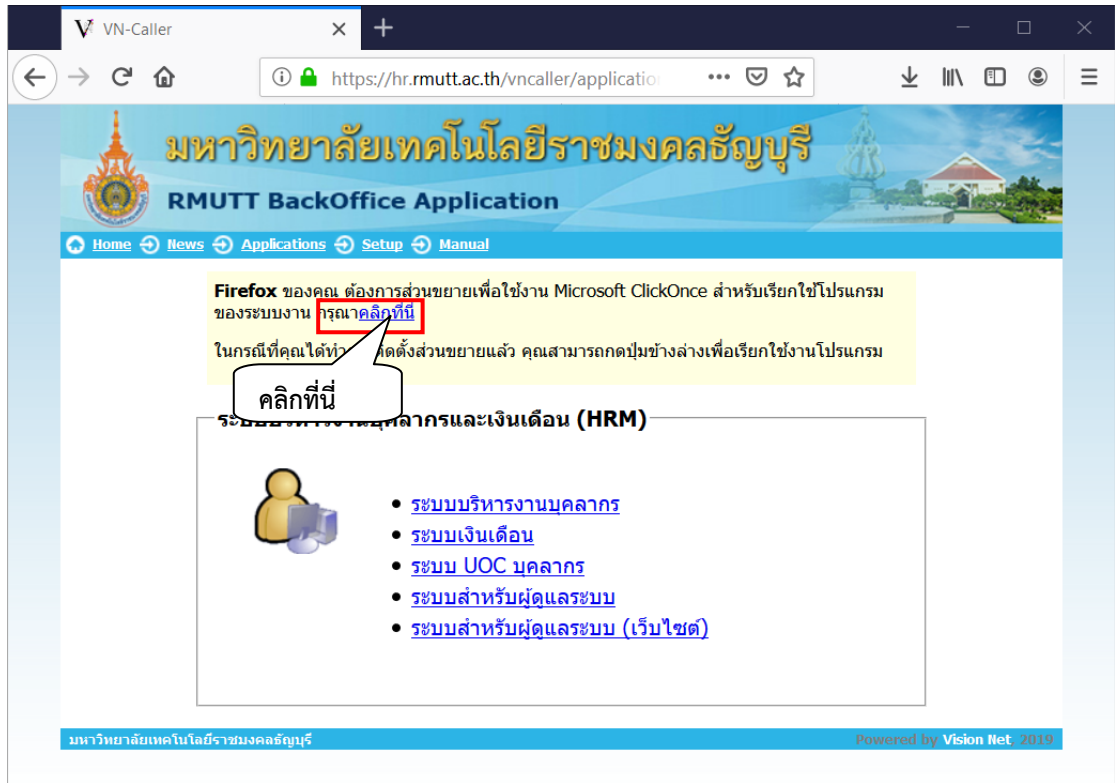 VN-Caller
https://hr.rmutt.ac.th/vncaller/applicatio
มหาวิทยาลัยเทคโนโลยีราชมงคลธัญบุรี
RMUTT BackOffice Application
Home News Applications Setup Manual
Firefox ของคุณ ต้องการส่วนขยายเพื่อใช้งาน Microsoft ClickOnce สำหรับเรียกใช้โปรแกรม
ของระบบงาน กรุณาคลิกที่นี่
ในกรณีที่คุณได้ทำ ติดตั้งส่วนขยายแล้ว คุณสามารถกดปุ่มข้างล่างเพื่อเรียกใช้งานโปรแกรม
คลิกที่นี่
ระบบบริหารงานบุคลากรและเงินเดือน (HRM)
ระบบบริหารงานบุคลากร
ระบบเงินเดือน
ระบบ UOC บุคลากร
ระบบสำหรับผู้ดูแลระบบ
ระบบสำหรับผู้ดูแลระบบ (เว็บไซต์)
มหาวิทยาลัยเทคโนโลยีราชมงคลธัญบุรี
Powered by Vision Net, 2019